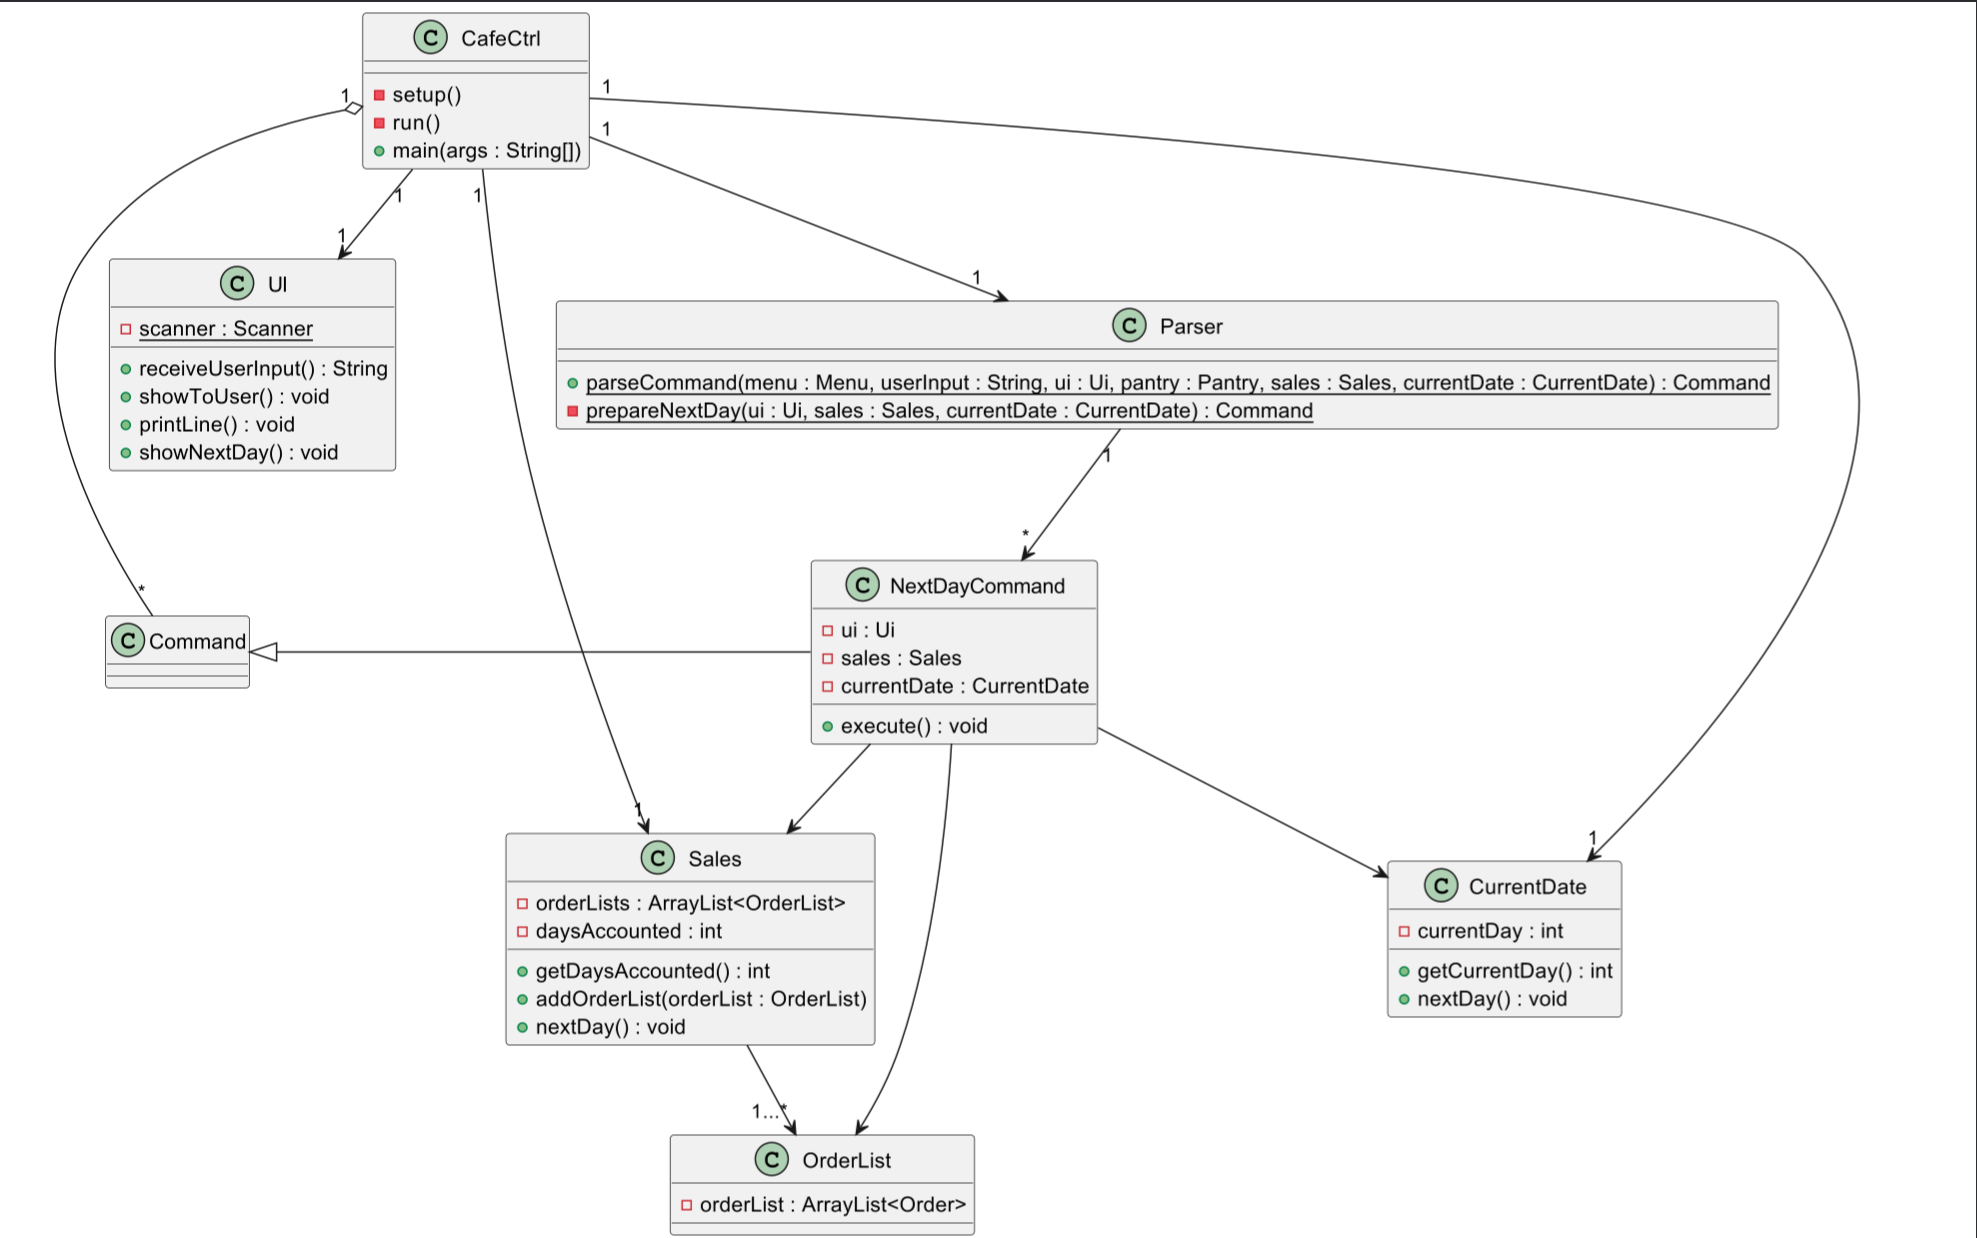 C CafeCtrl
setup()
run()
main(args : String[])
1
1
1
1
1
C UI
scanner : Scanner
receiveUserInput() : String
showToUser() : void
printLine() : void
showNextDay() : void
1
1
C Parser
parseCommand(menu : Menu, userInput : String, ui : Ui, pantry : Pantry, sales : Sales, currentDate : CurrentDate) : Command
prepareNextDay(ui : Ui, sales : Sales, currentDate : CurrentDate) : Command
1
*
*
C Command
C NextDayCommand
ui : Ui
sales : Sales
currentDate : CurrentDate
execute() : void
1
1
C Sales
orderLists : ArrayList<OrderList>
daysAccounted : int
getDaysAccounted() : int
addOrderList(orderList : OrderList)
nextDay() : void
C CurrentDate
currentDay : int
getCurrentDay() : int
nextDay() : void
1...*
C OrderList
orderList : ArrayList<Order>